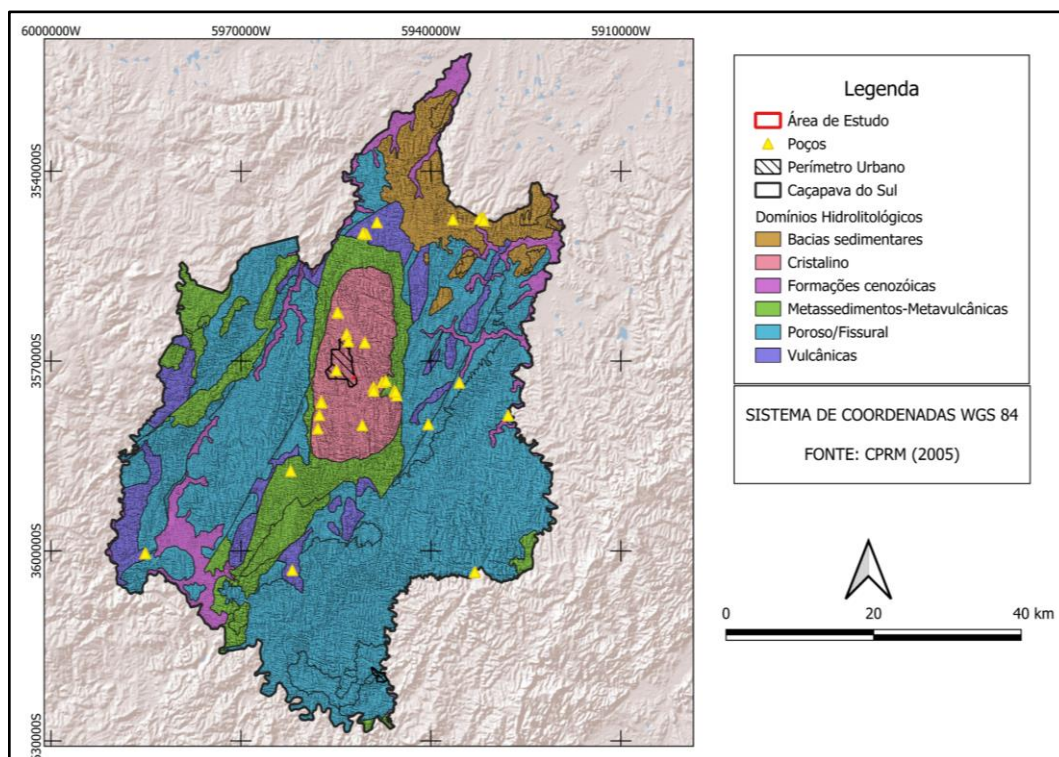 6000000W 5970000W 5940000W 5910000W
3540000S
3570000S
3600000S
630000S
Legenda
Área de Estudo
Poços
Perímetro Urbano
Caçapava do Sul
Domínios Hidrolitológicos
Bacias sedimentares
Cristalino
Formações cenozóicas
Metassedimentos-Metavulcânicas
Poroso/Fissural
Vulcânicas
SISTEMA DE COORDENADAS WGS 84
FONTE: CPRM (2005)
0 20 40 km